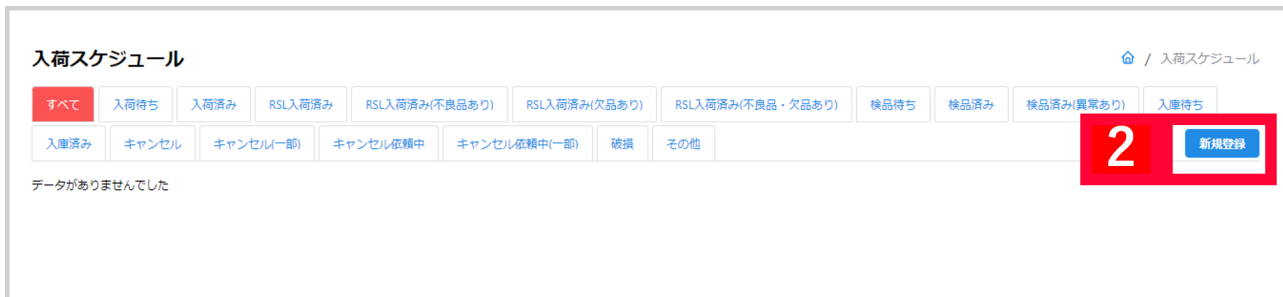 入荷スケジュール
/ 入荷スケジュール
すべて 入荷待ち 入荷済み RSL入荷済み RSL入荷済み(不良品あり) RSL入荷済み(欠品あり) RSL入荷済み(不良品・欠品あり) 検品待ち 検品済み 検品済み(異常あり) 入庫待ち
入庫済み キャンセル キャンセル(一部) キャンセル依頼中 キャンセル依頼中(一部) 破損 その他 2 新規登録
データがありませんでした